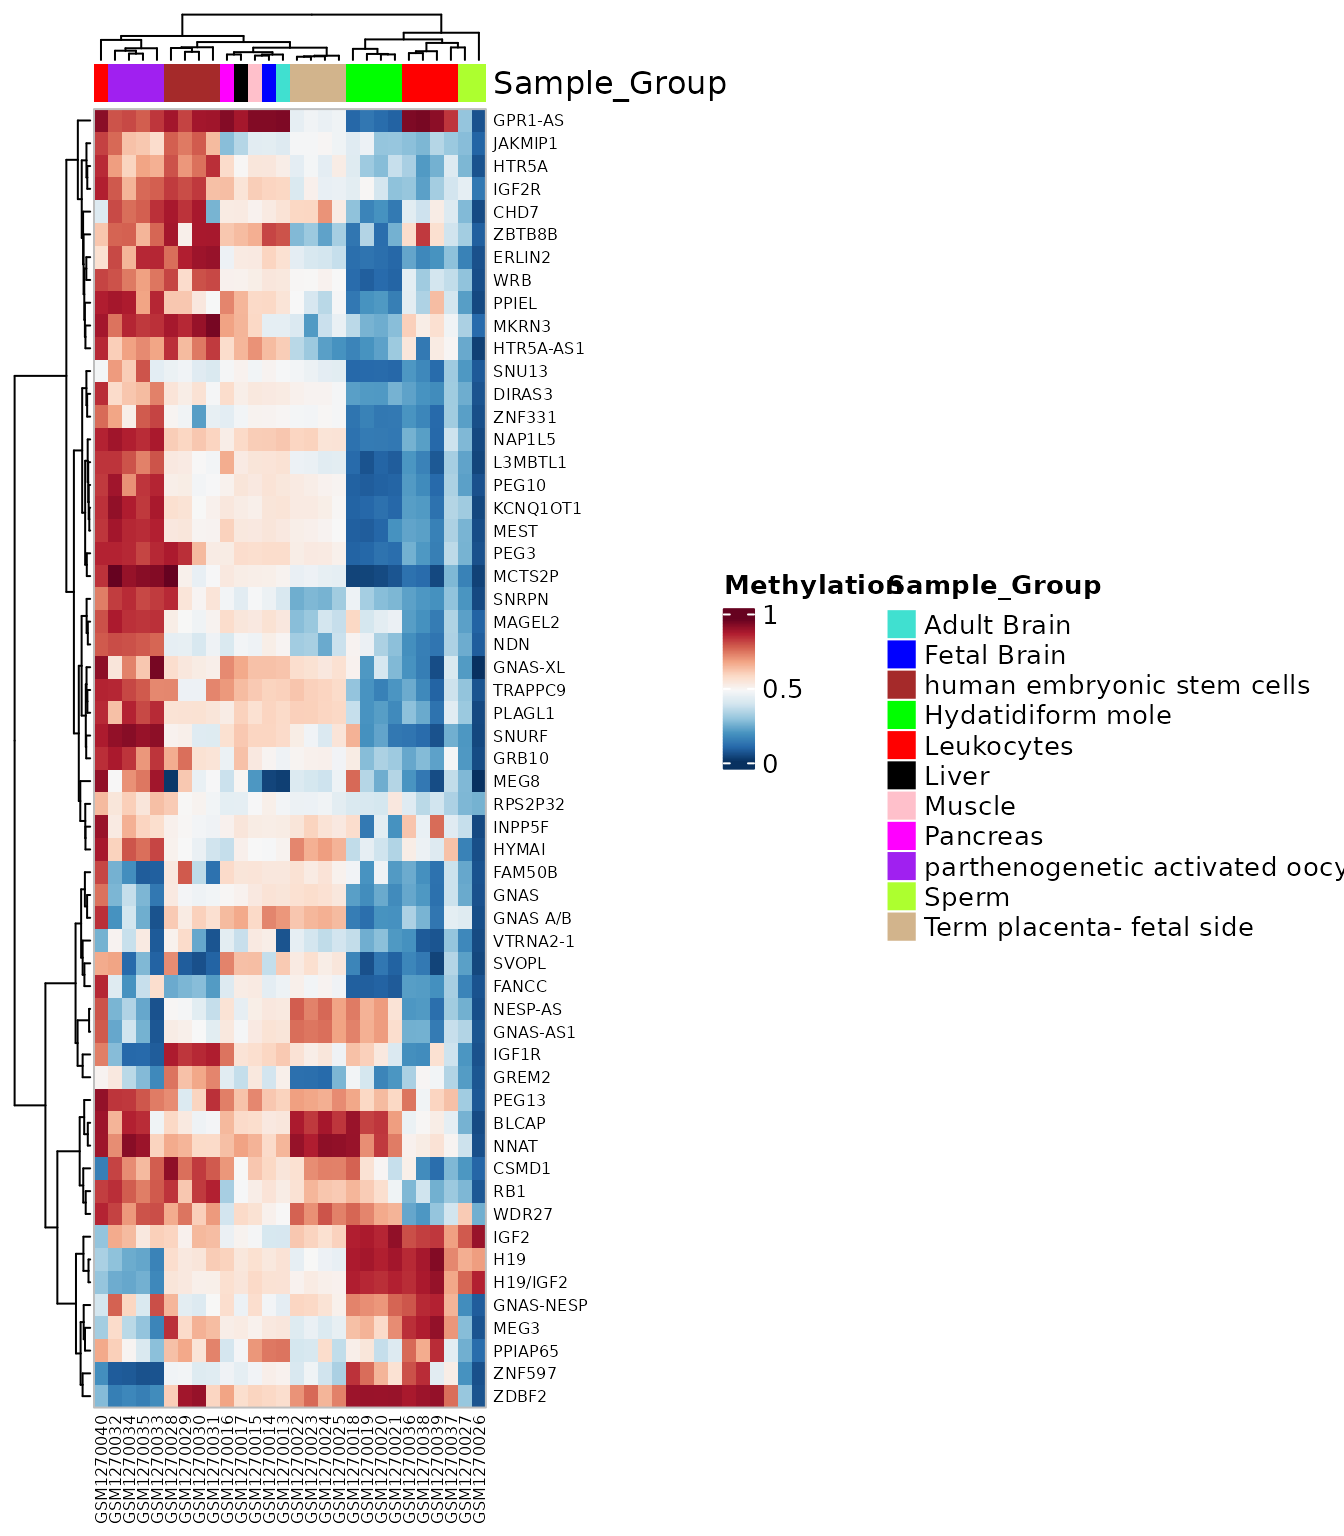 Sample_Group
GPR1-AS
JAKMIP1
HTR5A
IGF2R
CHD7
ZBTB8B
ERLIN2
WRB
PPIEL
MKRN3
HTR5A-AS1
SNU13
DIRAS3
ZNF331
NAP1L5
L3MBTL1
PEG10
KCNQ1OT1
MEST
PEG3
MCTS2P
SNRPN
MAGEL2
NDN
GNAS-XL
TRAPPC9
PLAGL1
SNURF
GRB10
MEG8
RPS2P32
INPP5F
HYMAI
FAM50B
GNAS
GNAS A/B
VTRNA2-1
SVOPL
FANCC
NESP-AS
GNAS-AS1
IGF1R
GREM2
PEG13
BLCAP
NNAT
CSMD1
RB1
WDR27
IGF2
H19
H19/IGF2
GNAS-NESP
MEG3
PPIAP65
ZNF597
ZDBF2
GSM1270040
GSM1270032
GSM1270034
GSM1270035
GSM1270033
GSM1270028
GSM1270029
GSM1270030
GSM1270031
GSM1270016
GSM1270017
GSM1270015
GSM1270014
GSM1270013
GSM1270022
GSM1270023
GSM1270024
GSM1270025
GSM1270018
GSM1270019
GSM1270020
GSM1270021
GSM1270036
GSM1270038
GSM1270039
GSM1270037
GSM1270027
GSM1270026
Methylation
1
0.5
0
Sample_Group
Adult Brain
Fetal Brain
human embryonic stem cells
Hydatidiform mole
Leukocytes
Liver
Muscle
Pancreas
parthenogenetic activated oocy
Sperm
Term placenta- fetal side